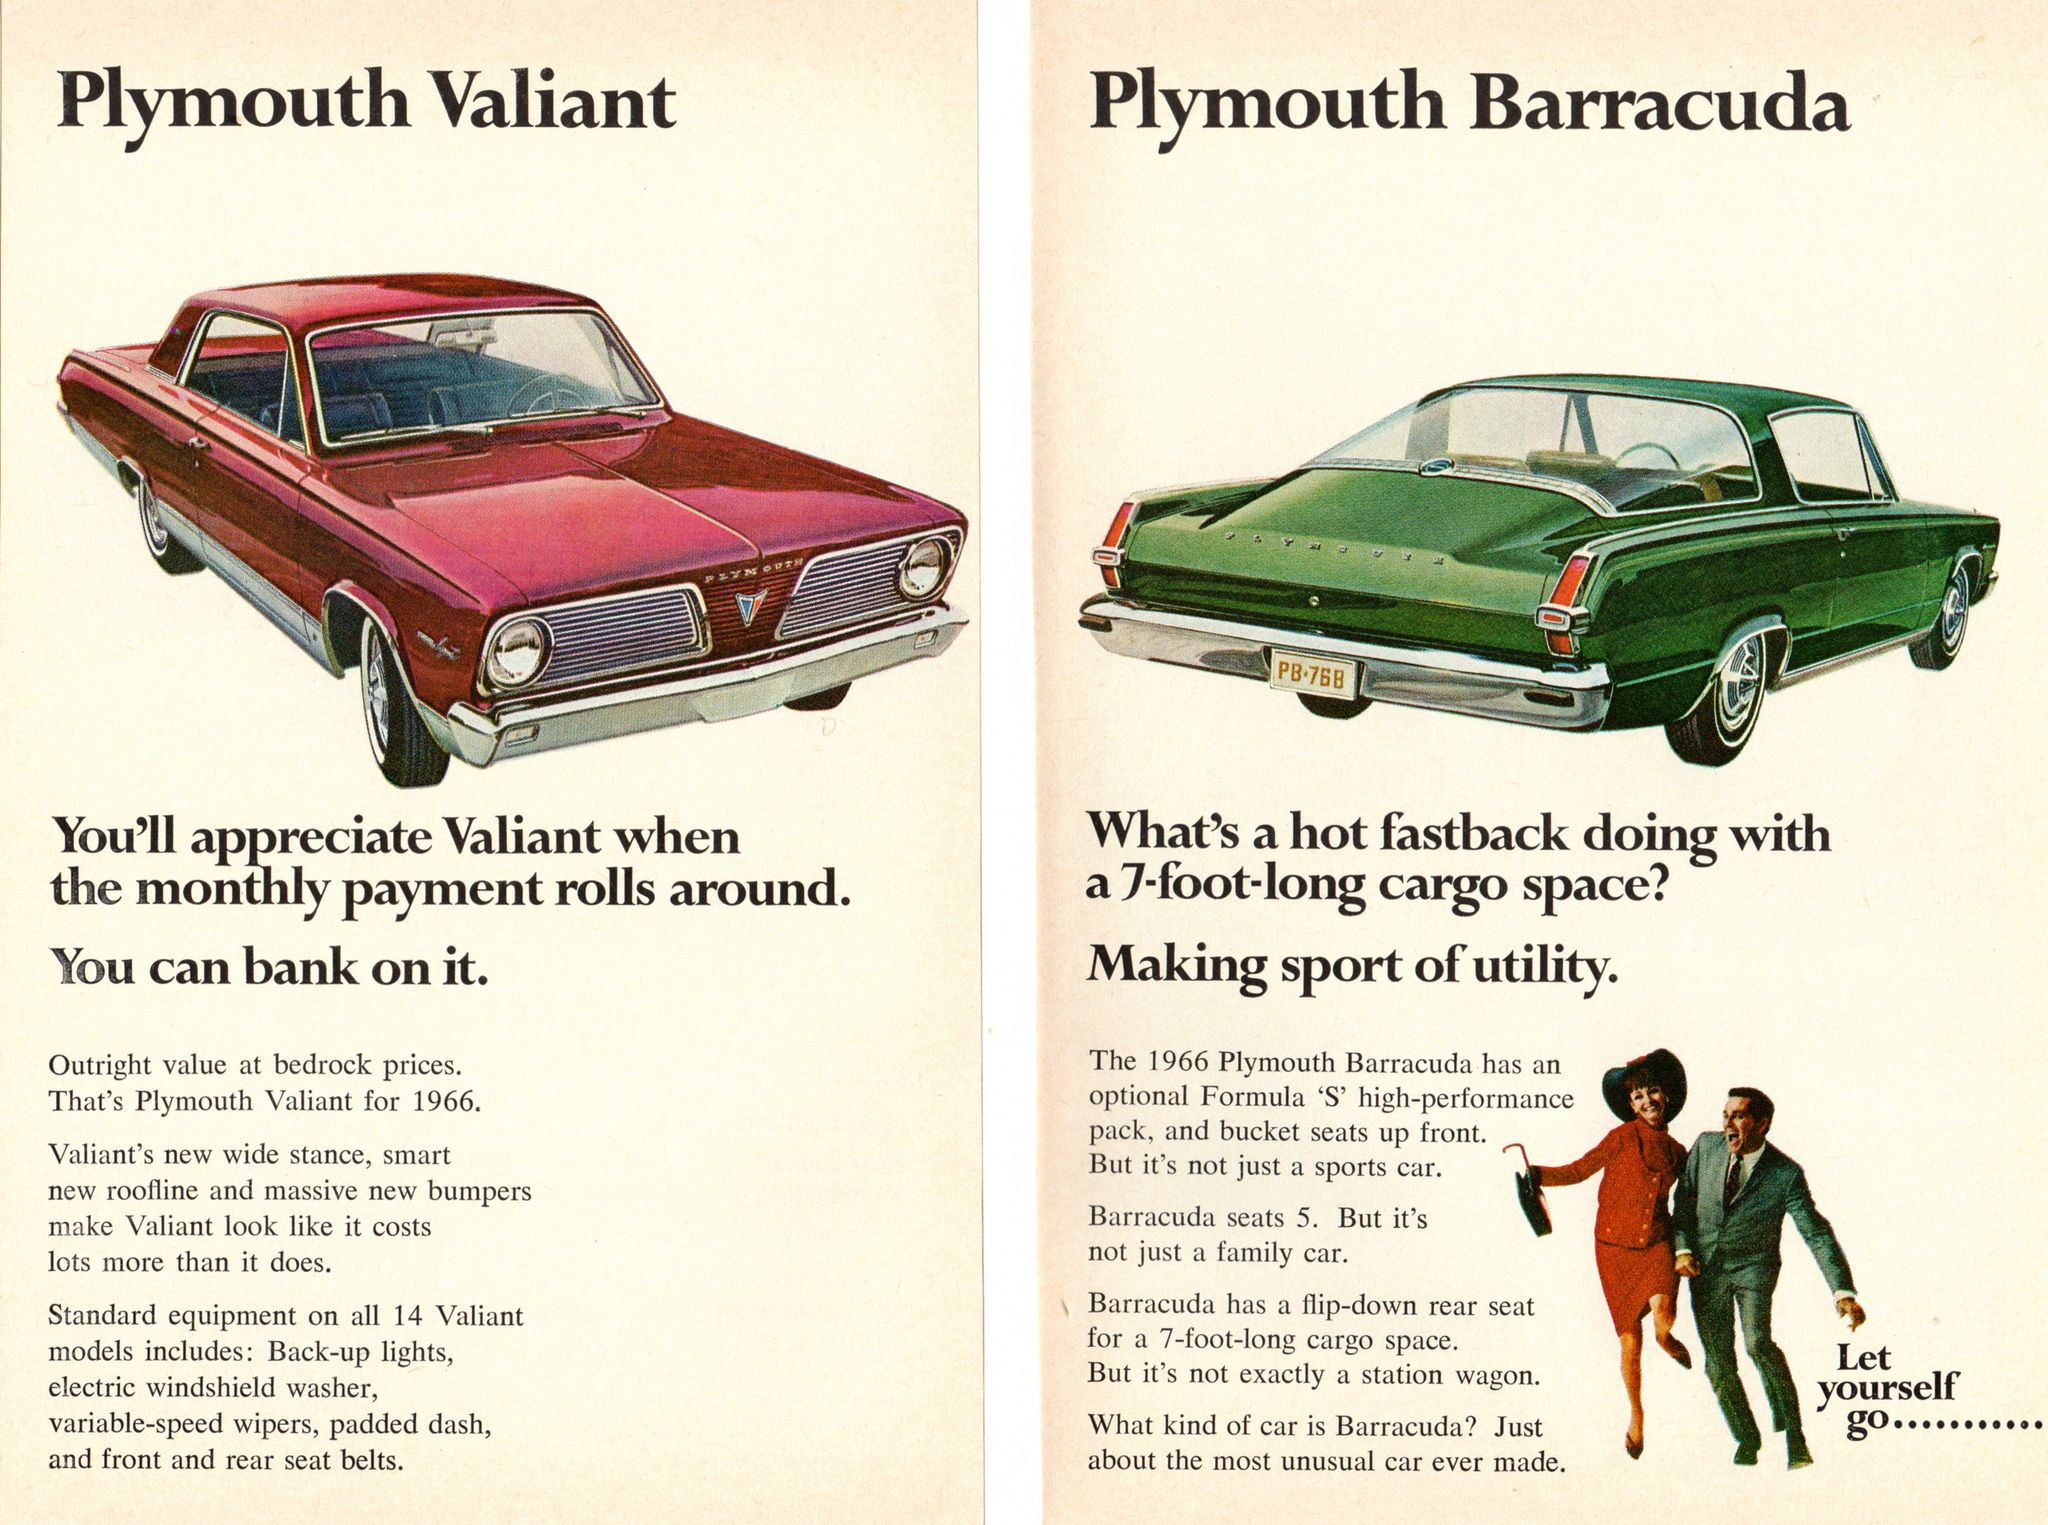 Plymouth Valiant
PLYMOUTH
You'll appreciate Valiant when
the monthly payment rolls around.
You can bank on it.
Outright value at bedrock prices.
That's Plymouth Valiant for 1966.
Valiant's new wide stance, smart
new roofline and massive new bumpers
make Valiant look like it costs
lots more than it does.
Standard equipment on all 14 Valiant
models includes: Back-up lights,
electric windshield washer,
variable-speed wipers, padded dash,
and front and rear seat belts.
Plymouth Barracuda
PLYMOUTH
PB·768
What's a hot fastback doing with
a 7-foot-long cargo space?
Making sport of utility.
The 1966 Plymouth Barracuda has an
optional Formula ‘S’ high-performance
pack, and bucket seats up front.
But it's not just a sports car.
Barracuda seats 5. But it's
not just a family car.
Barracuda has a flip-down rear seat
for a 7-foot-long cargo space.
But it's not exactly a station wagon.
What kind of car is Barracuda? Just
about the most unusual car ever made.
Let
yourself
go...........